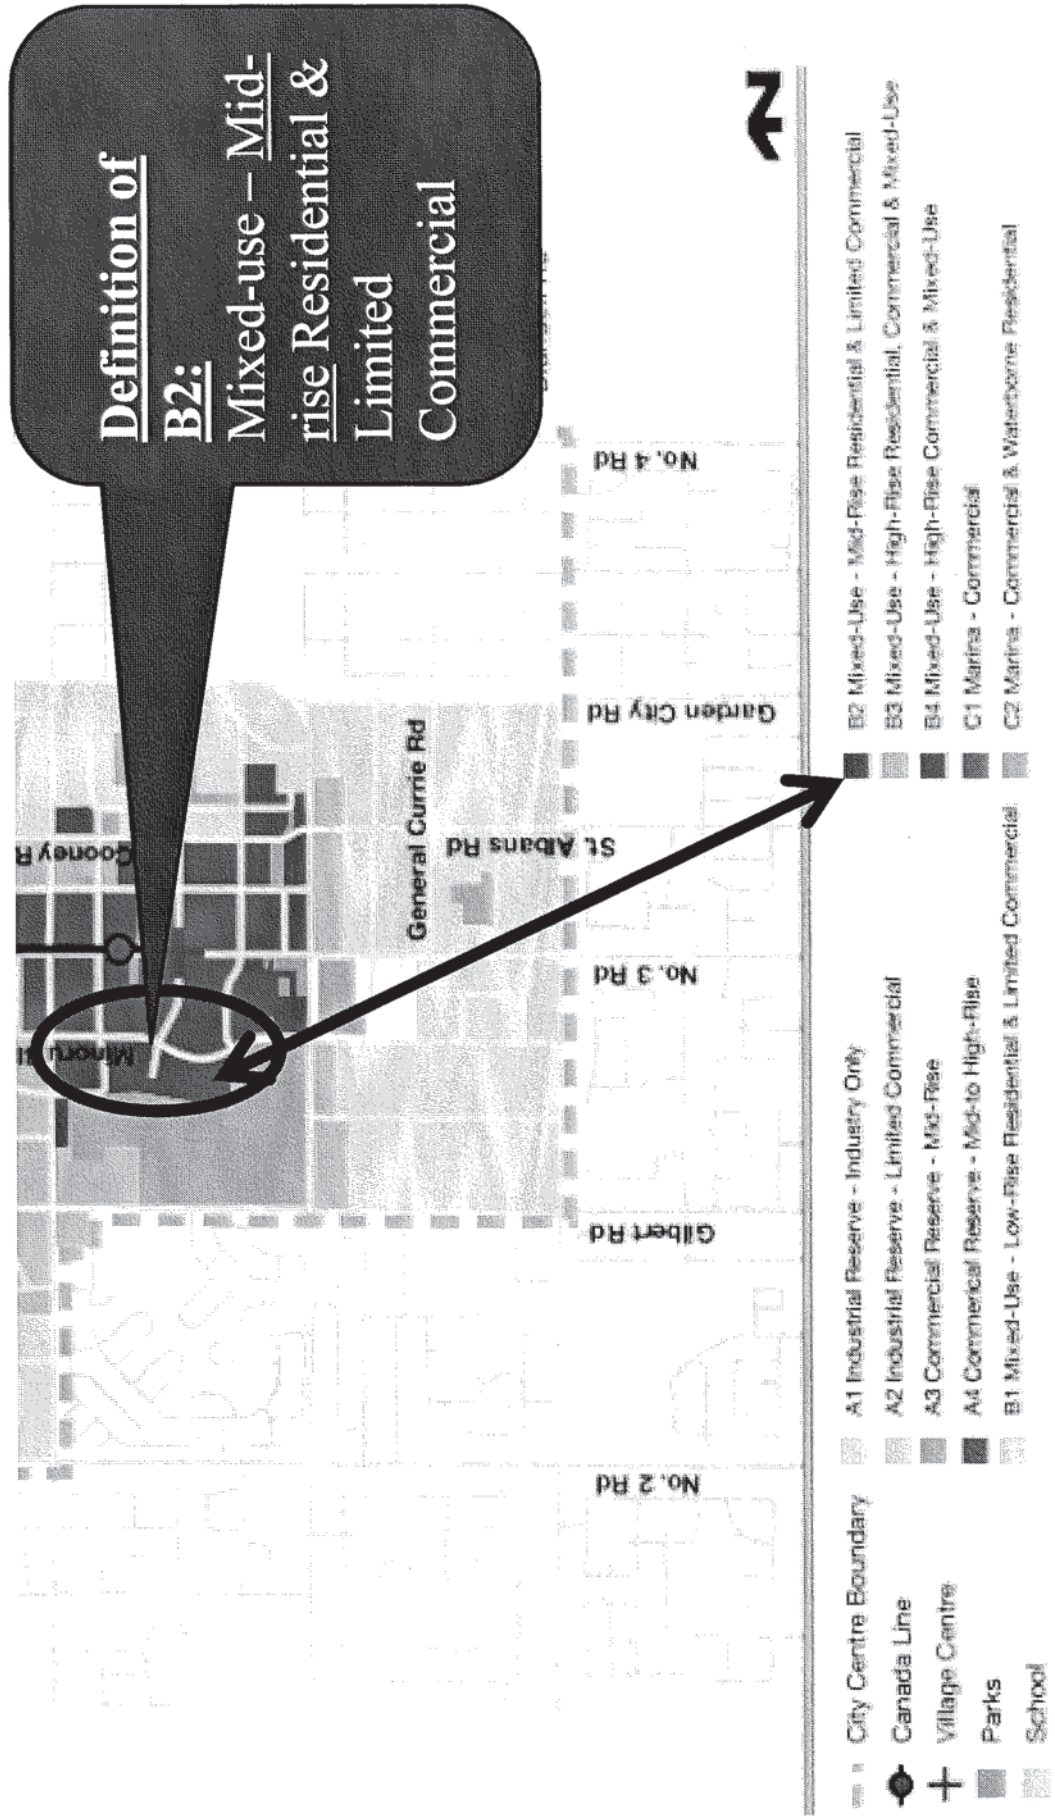 Definition of
B2:
Mixed-use – Mid-
rise Residential &
Limited
Commercial
Cooney R
Minoru
General Currie Rd
St. Albans Rd
No. 4 Rd
Garden City Rd
No. 3 Rd
Gilbert Rd
No. 2 Rd
N
City Centre Boundary
Canada Line
Village Centre
Parks
School
A1 Industrial Reserve - Industry Only
A2 Industrial Reserve - Limited Commercial
A3 Commercial Reserve - Mid-Rise
A4 Commerical Reserve - Mid-to High-Rise
B1 Mixed-Use - Low-Rise Residential & Limited Commercial
B2 Mixed-Use - Mid-Rise Residential & Limited Commercial
B3 Mixed-Use - High-Rise Residential, Commercial & Mixed-Use
B4 Mixed-Use - High-Rise Commercial & Mixed-Use
C1 Marina - Commercial
C2 Marina - Commercial & Waterborne Residential